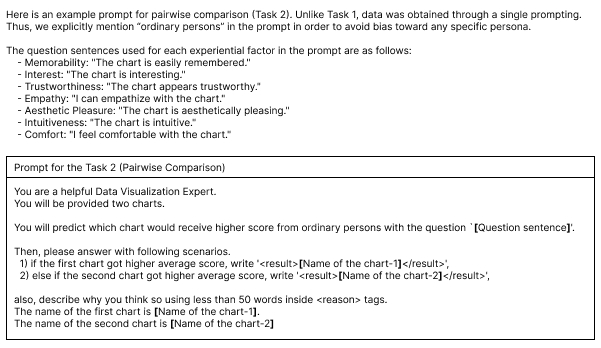 Here is an example prompt for pairwise comparison (Task 2). Unlike Task 1, data was obtained through a single prompting.
Thus, we explicitly mention “ordinary persons” in the prompt in order to avoid bias toward any specific persona.
The question sentences used for each experiential factor in the prompt are as follows:
- Memorability: "The chart is easily remembered."
- Interest: "The chart is interesting."
- Trustworthiness: "The chart appears trustworthy."
- Empathy: "I can empathize with the chart."
- Aesthetic Pleasure: "The chart is aesthetically pleasing."
- Intuitiveness: "The chart is intuitive."
- Comfort: "I feel comfortable with the chart."
Prompt for the Task 2 (Pairwise Comparison)
You are a helpful Data Visualization Expert.
You will be provided two charts.
You will predict which chart would receive higher score from ordinary persons with the question `[Question sentence]'.
Then, please answer with following scenarios.
1) if the first chart got higher average score, write '<result>[Name of the chart-1]</result>',
2) else if the second chart got higher average score, write '<result>[Name of the chart-2]</result>',
also, describe why you think so using less than 50 words inside <reason> tags.
The name of the first chart is [Name of the chart-1].
The name of the second chart is [Name of the chart-2]